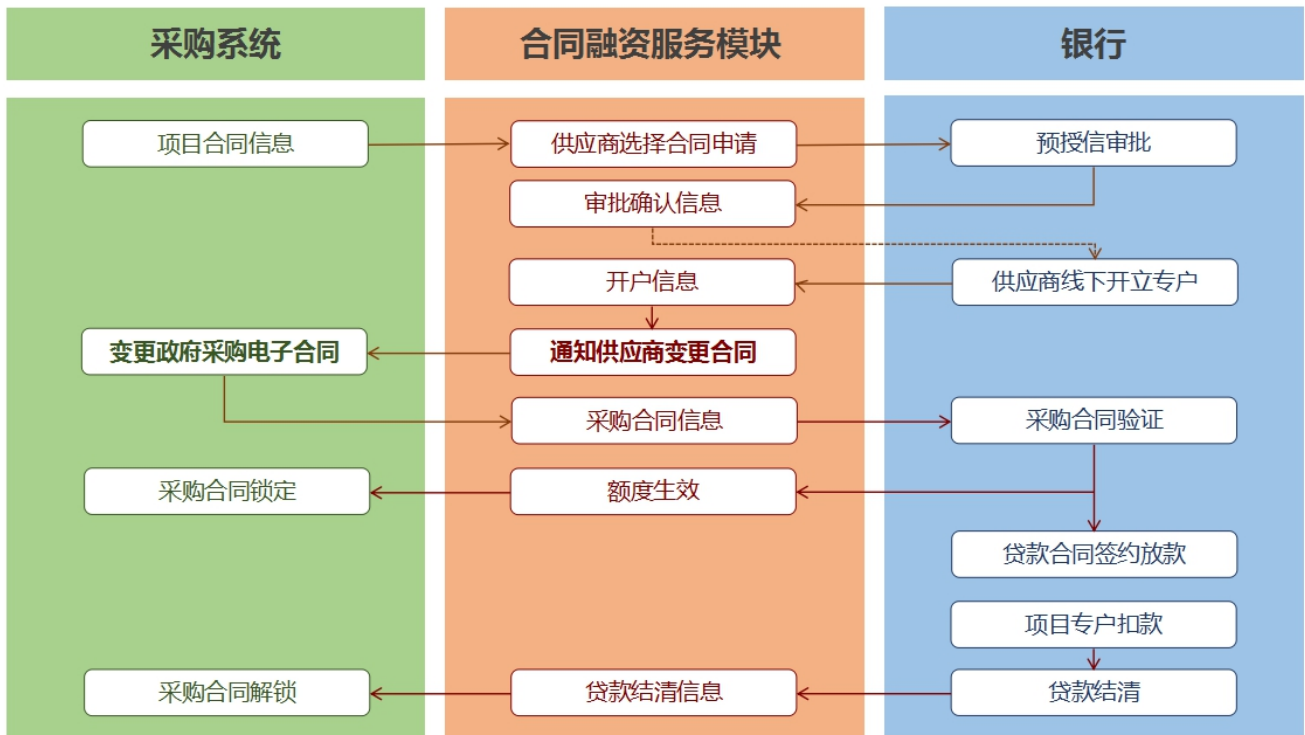 采购系统
合同融资服务模块
银行
项目合同信息
供应商选择合同申请
预授信审批
审批确认信息
开户信息
供应商线下开立专户
变更政府采购电子合同
通知供应商变更合同
采购合同信息
采购合同验证
采购合同锁定
额度生效
贷款合同签约放款
项目专户扣款
采购合同解锁
贷款结清信息
贷款结清